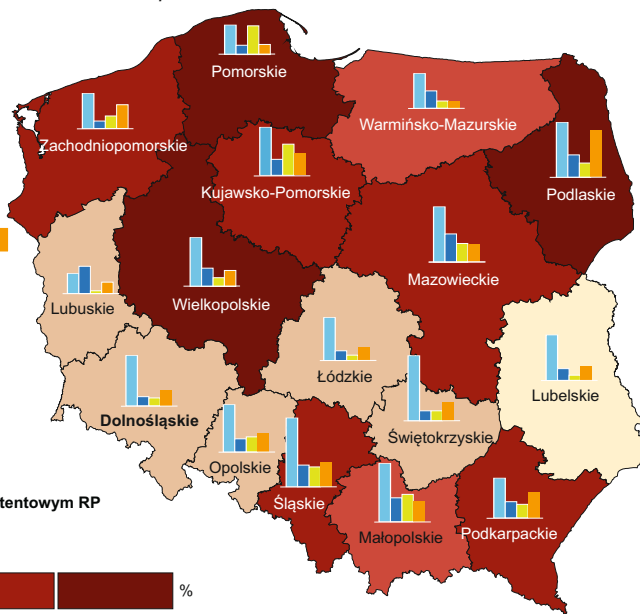 Pomorskie
Warmińsko-Mazurskie
Zachodniopomorskie
Kujawsko-Pomorskie
Podlaskie
Mazowieckie
Lubuskie
Wielkopolskie
Łódzkie
Lubelskie
Dolnośląskie
Świętokrzyskie
Opolskie
tentowym RP
Śląskie
Małopolskie
Podkarpackie
%